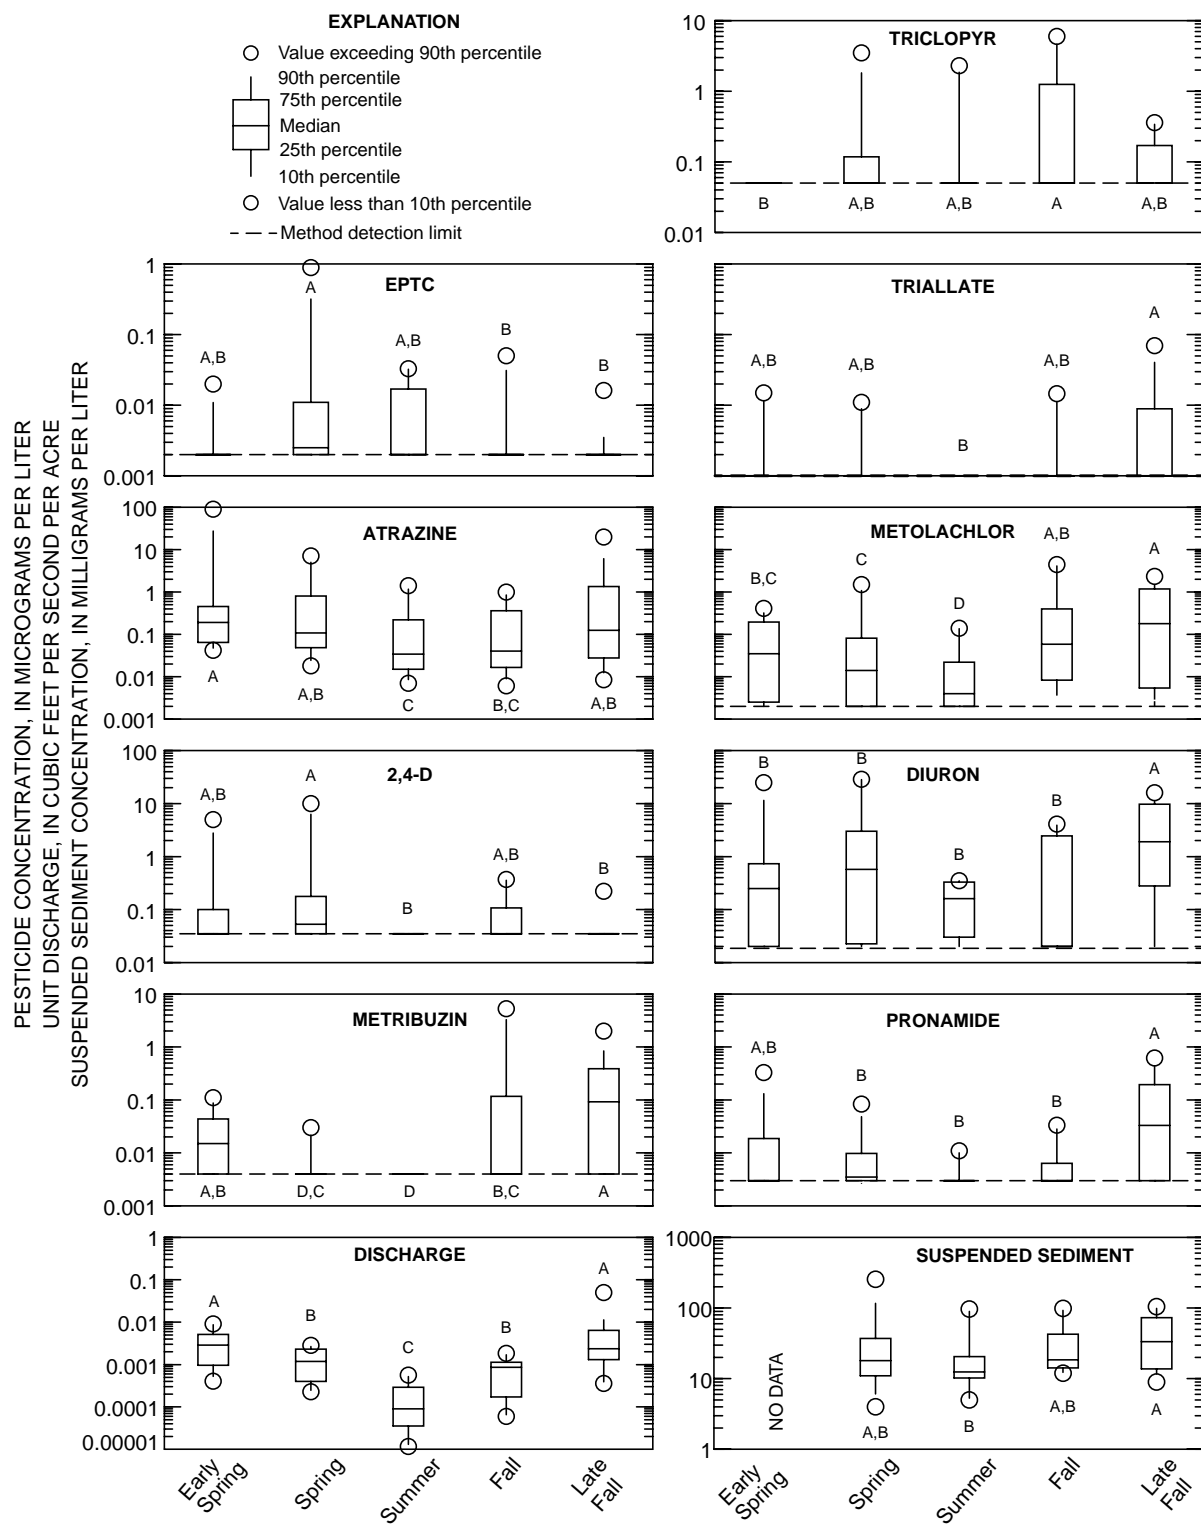 EXPLANATION
Value exceeding 90th percentile
90th percentile
75th percentile
Median
25th percentile
10th percentile
Value less than 10th percentile
Method detection limit
PESTICIDE CONCENTRATION, IN MICROGRAMS PER LITER
UNIT DISCHARGE, IN CUBIC FEET PER SECOND PER ACRE
SUSPENDED SEDIMENT CONCENTRATION, IN MILLIGRAMS PER LITER
TRICLOPYR
10
1
0.1
0.01
B A,B A,B A A,B
EPTC
1
0.1
0.01
0.001
A,B A A,B B B
TRIALLATE
A,B A,B B A,B A
ATRAZINE
100
10
1
0.1
0.01
0.001
A A,B C B,C A,B
METOLACHLOR
B,C C D A,B A
2,4-D
100
10
1
0.1
0.01
A,B A B A,B B
DIURON
B B B B A
METRIBUZIN
10
1
0.1
0.01
0.001
A,B D,C D B,C A
PRONAMIDE
A,B B B B A
DISCHARGE
1
0.1
0.01
0.001
0.0001
0.00001
A B C B A
Early Spring
Spring
Summer
Fall
Late Fall
SUSPENDED SEDIMENT
1000
100
10
1
NO DATA
A,B B A,B A
Early Spring
Spring
Summer
Fall
Late Fall